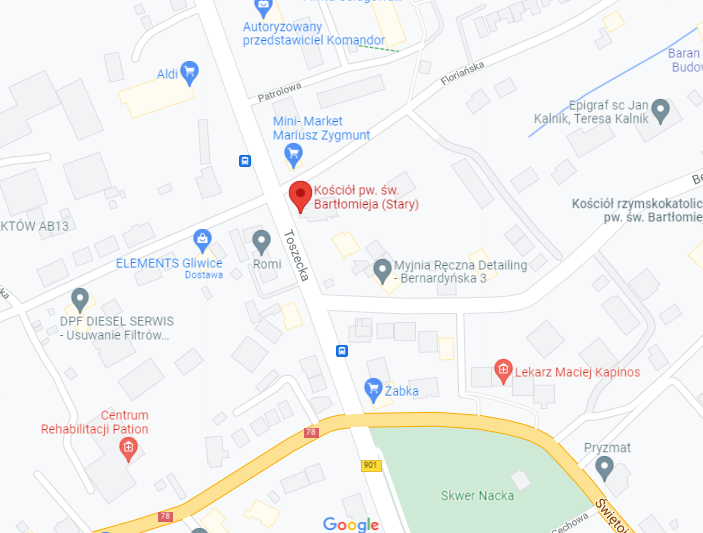 Autoryzowany
przedstawiciel Komandor
Aldi
Patrolowa
Floriańska
Baran
Budow
Epigraf sc Jan
Kalnik, Teresa Kalnik
Mini- Market
Mariusz Zygmunt
Kościół pw. św.
Bartłomieja (Stary)
Kościół rzymskokatolic
pw. św. Bartłomie
KTÓW AB13
Toszecka
ELEMENTS Gliwice
Dostawa
Romi
Myjnia Ręczna Detailing
- Bernardyńska 3
DPF DIESEL SERWIS
- Usuwanie Filtrów...
Lekarz Maciej Kapinos
Żabka
Centrum
Rehabilitacji Pation
78
901
Pryzmat
Skwer Nacka
78
Święto
Cechowa
Google